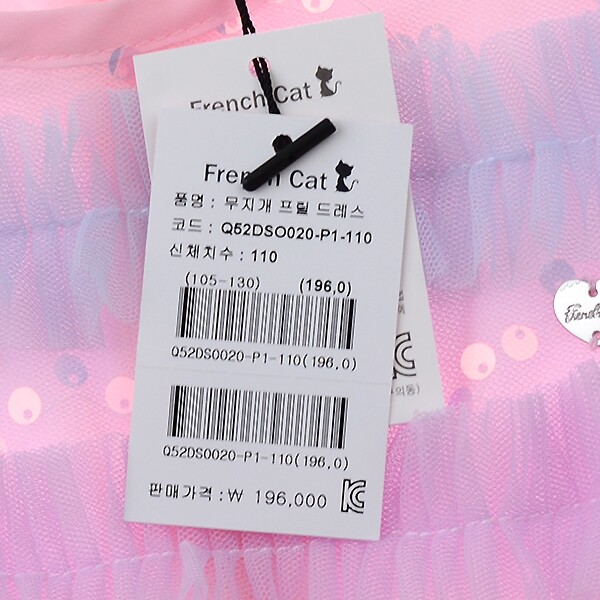 French Cat
French Cat
품명 : 무지개 프릴 드레스
코드 : Q52DSO020-P1-110
신체치수 : 110
(105-130) (196,0)
Q52DS0020-P1-110(196,0)
Q52DS0020-P1-110(196,0)
판매가격 : ₩ 196,000